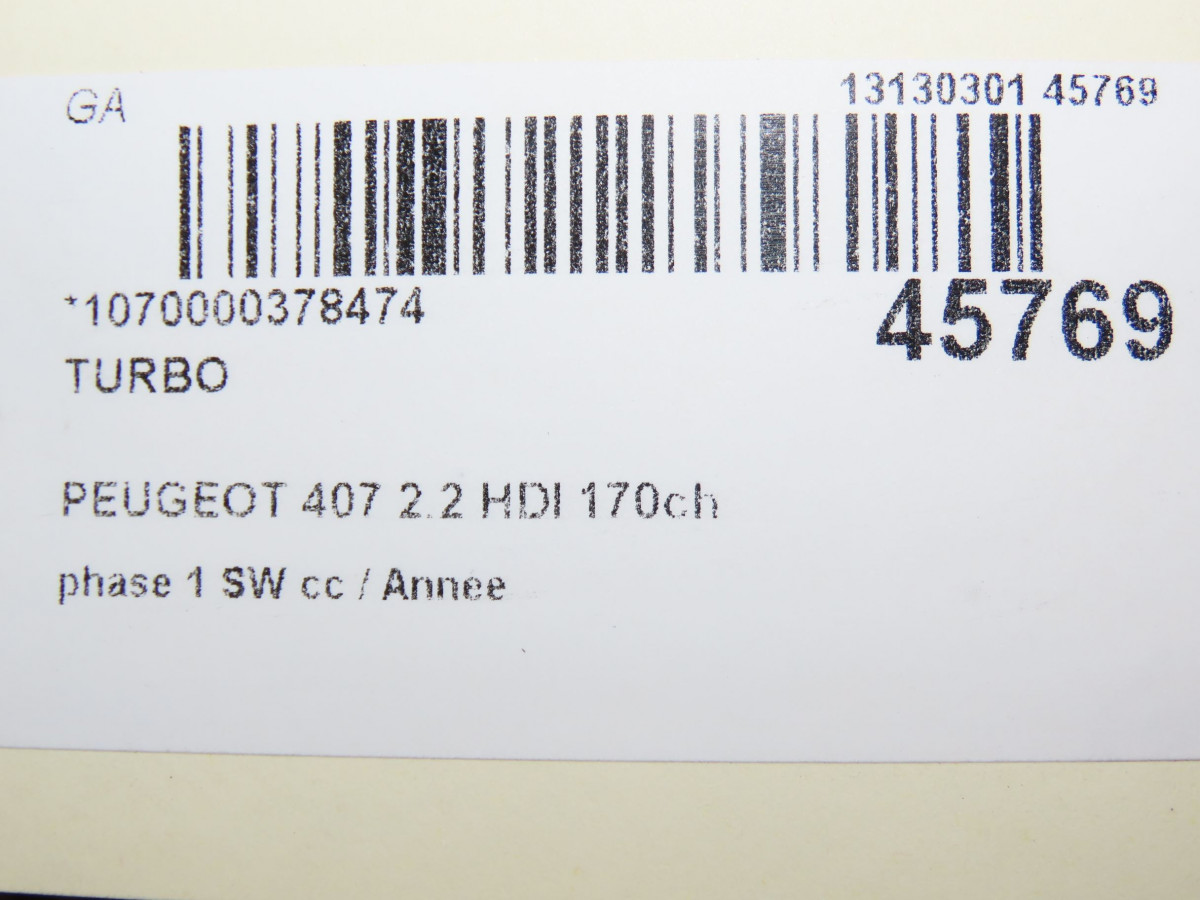 GA
13130301 45769
*1070000378474
45769
TURBO
PEUGEOT 407 2.2 HDI 170ch
phase 1 SW cc / Annee